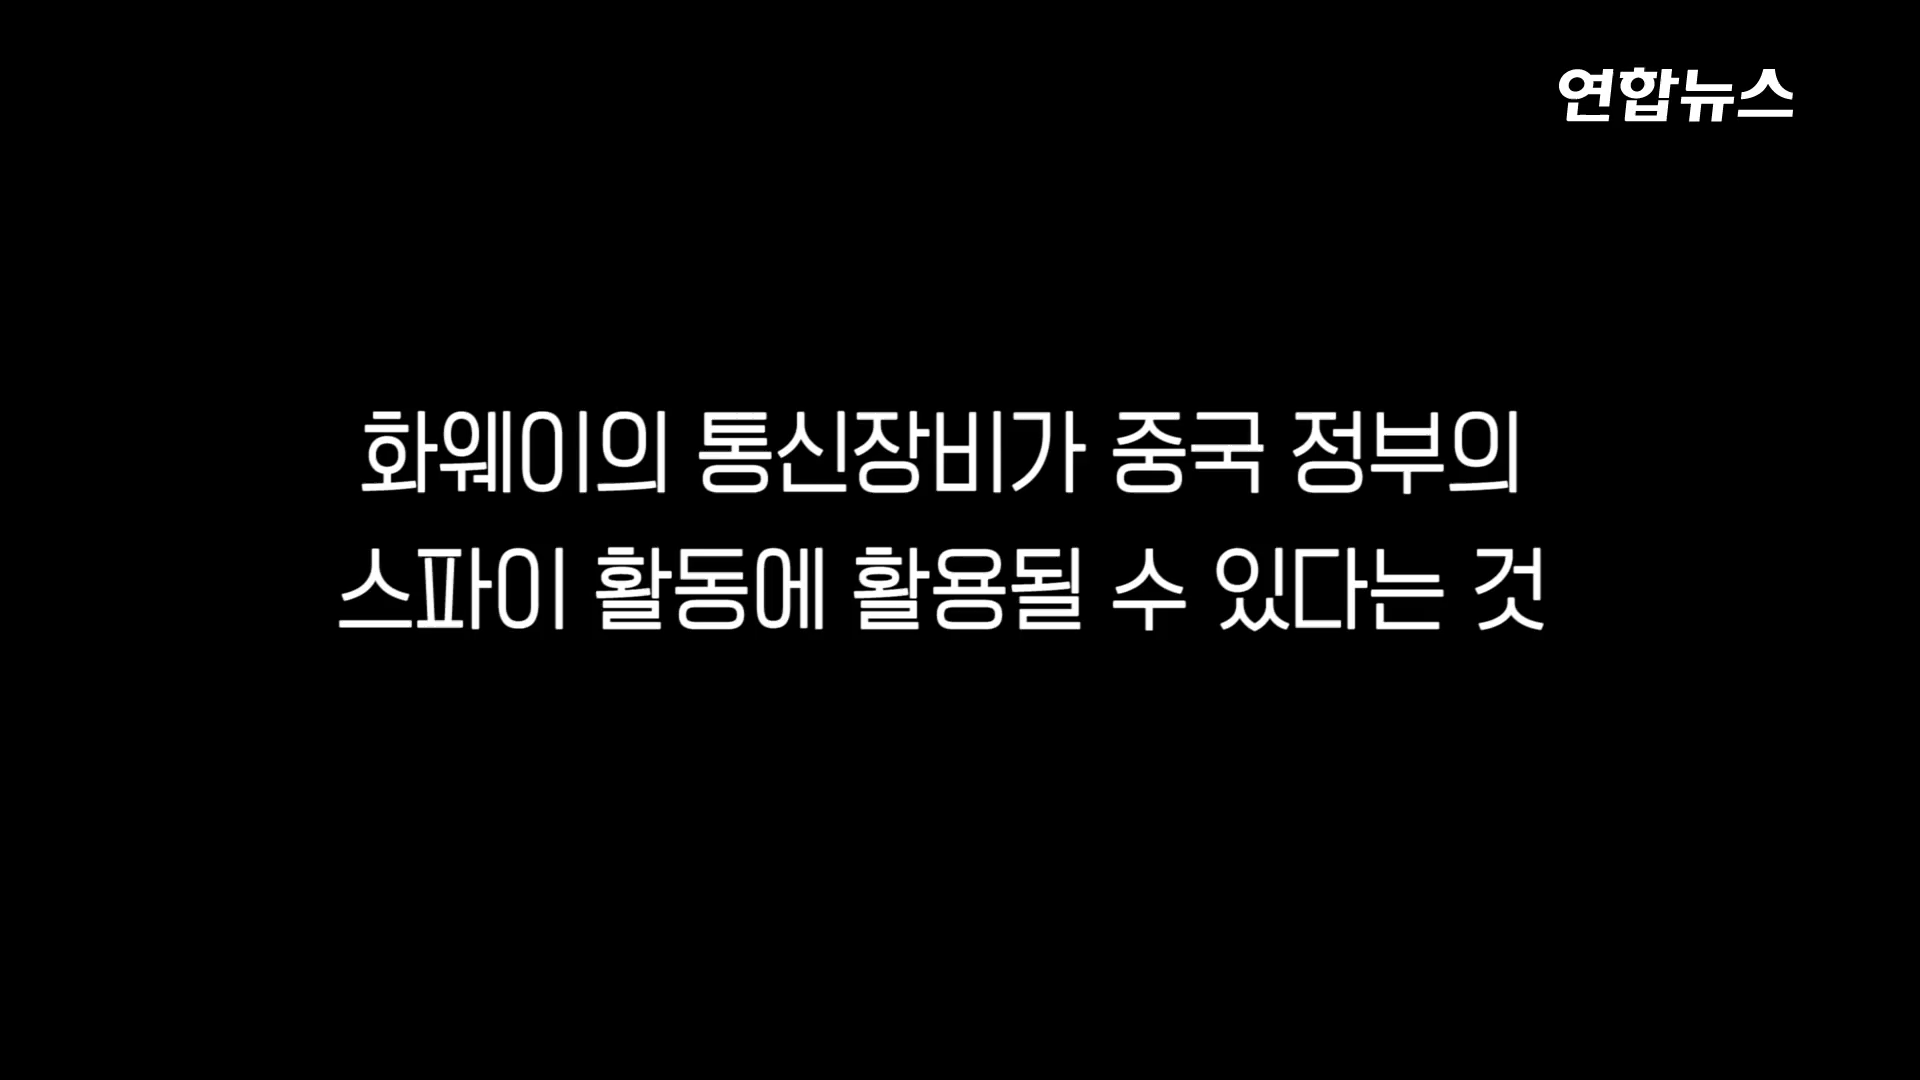 연합뉴스
화웨이의 통신장비가 중국 정부의
스파이 활동에 활용될 수 있다는 것